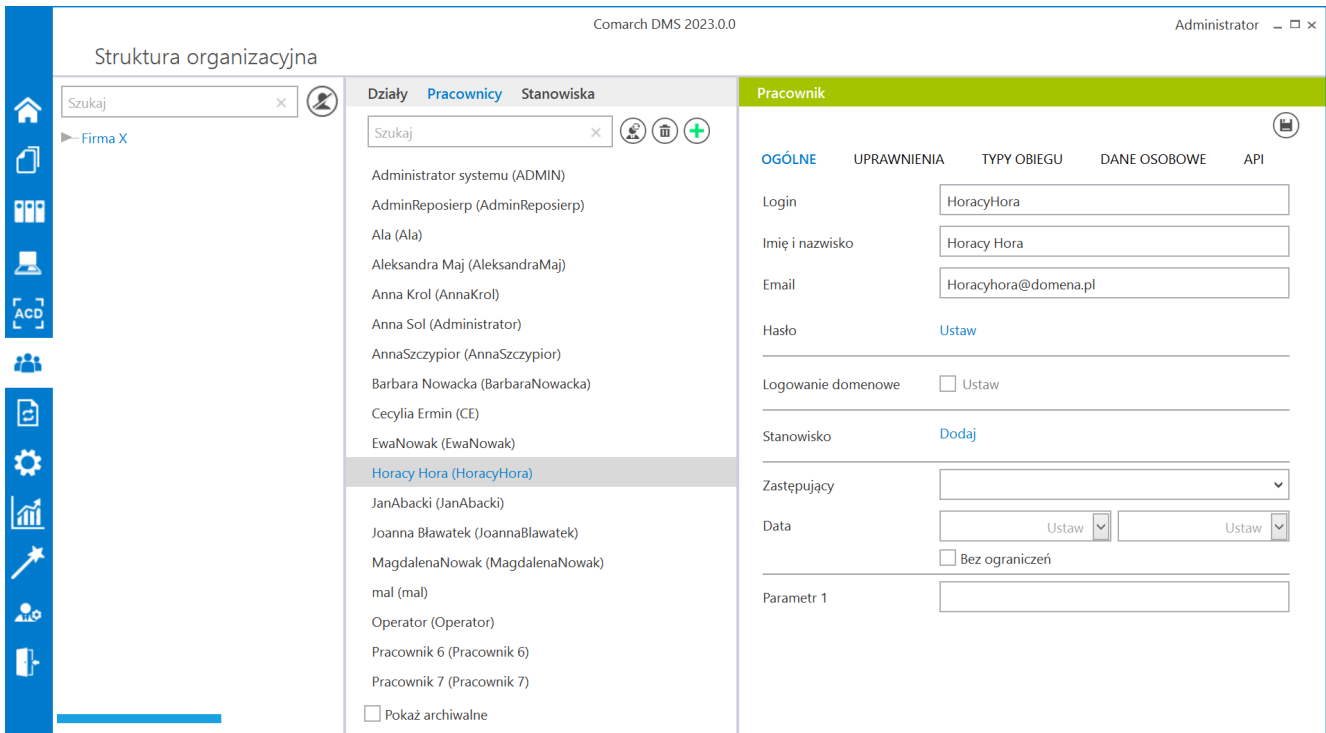 Comarch DMS 2023.0.0
Administrator
Struktura organizacyjna
Szukaj
Firma X
ACD
Działy Pracownicy Stanowiska
Szukaj
Administrator systemu (ADMIN)
AdminReposierp (AdminReposierp)
Ala (Ala)
Aleksandra Maj (AleksandraMaj)
Anna Krol (AnnaKrol)
Anna Sol (Administrator)
AnnaSzczypior (AnnaSzczypior)
Barbara Nowacka (BarbaraNowacka)
Cecylia Ermin (CE)
EwaNowak (EwaNowak)
Horacy Hora (HoracyHora)
JanAbacki (JanAbacki)
Joanna Bławatek (JoannaBlawatek)
MagdalenaNowak (MagdalenaNowak)
mal (mal)
Operator (Operator)
Pracownik 6 (Pracownik 6)
Pracownik 7 (Pracownik 7)
Pokaż archiwalne
Pracownik
OGÓLNE UPRAWNIENIA TYPY OBIEGU DANE OSOBOWE API
Login HoracyHora
Imię i nazwisko Horacy Hora
Email Horacyhora@domena.pl
Hasło Ustaw
Logowanie domenowe Ustaw
Stanowisko Dodaj
Zastępujący
Data Ustaw Ustaw
Bez ograniczeń
Parametr 1